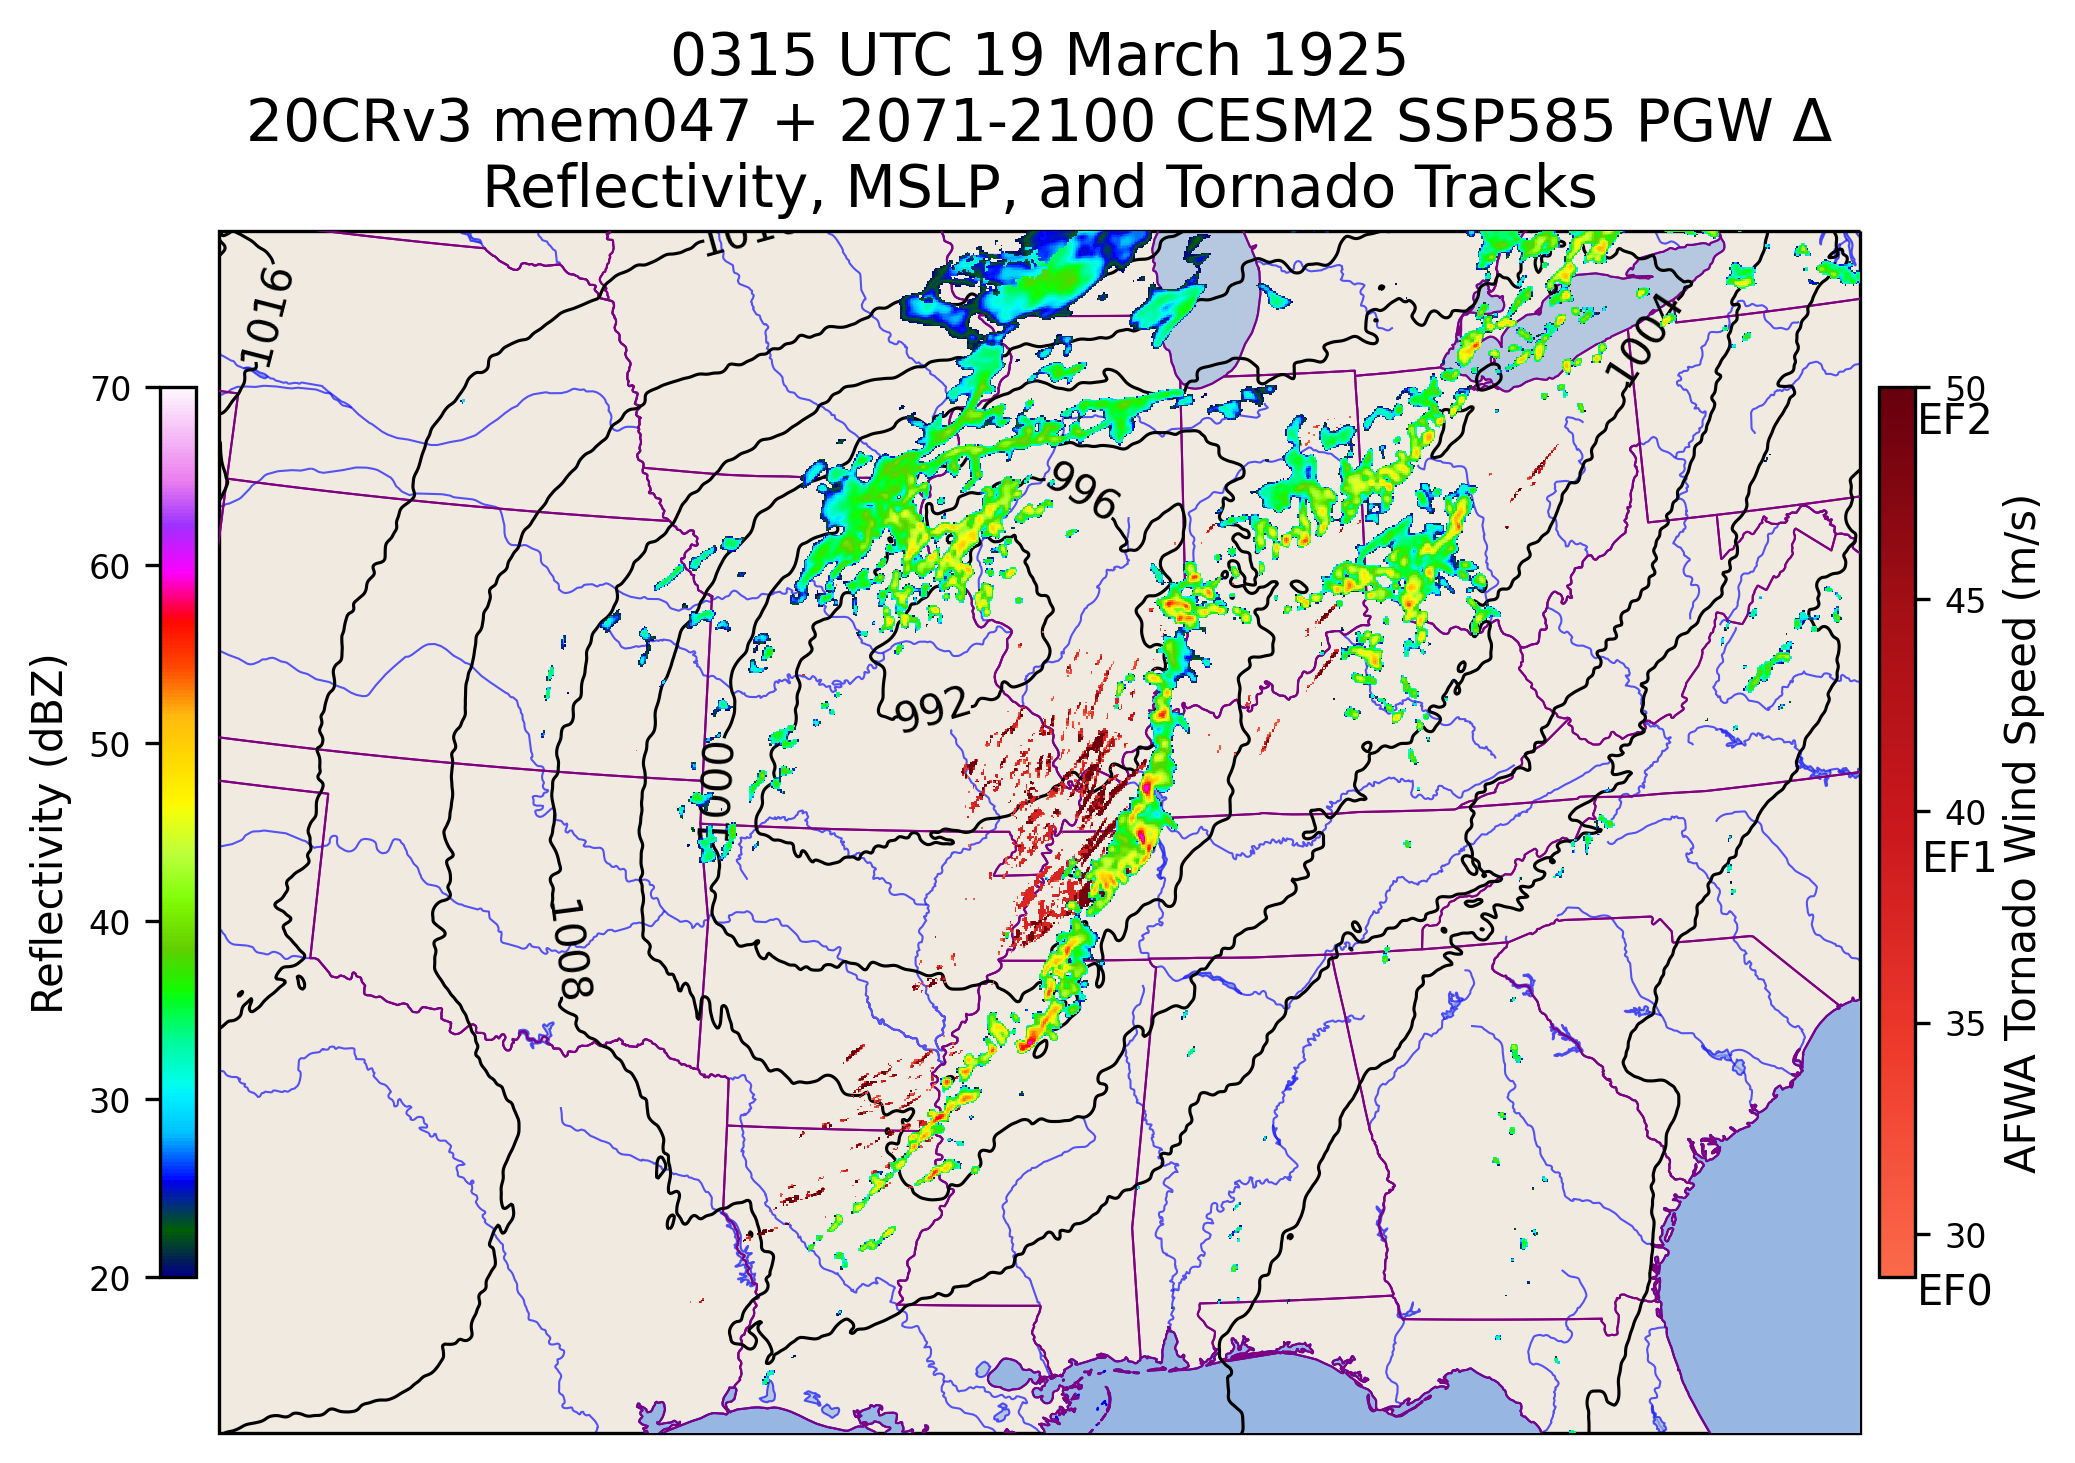 0315 UTC 19 March 1925
20CRv3 mem047 + 2071-2100 CESM2 SSP585 PGW Δ
Reflectivity, MSLP, and Tornado Tracks
1016
1004
996
992
1000
1008
Reflectivity (dBZ)
70
60
50
40
30
20
50
EF2
45
40
EF1
35
30
EF0
AFWA Tornado Wind Speed (m/s)